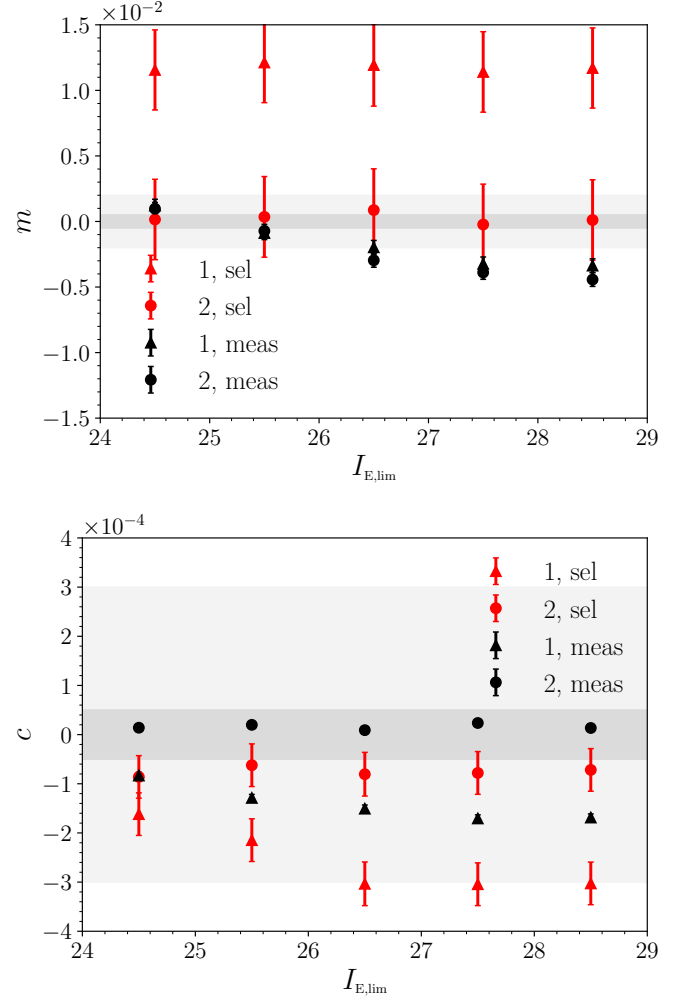 ×10⁻²
1.5
1.0
0.5
0.0
−0.5
−1.0
−1.5
m
1, sel
2, sel
1, meas
2, meas
24 25 26 27 28 29
I_E,lim
×10⁻⁴
4
3
2
1
0
−1
−2
−3
−4
c
1, sel
2, sel
1, meas
2, meas
24 25 26 27 28 29
I_E,lim